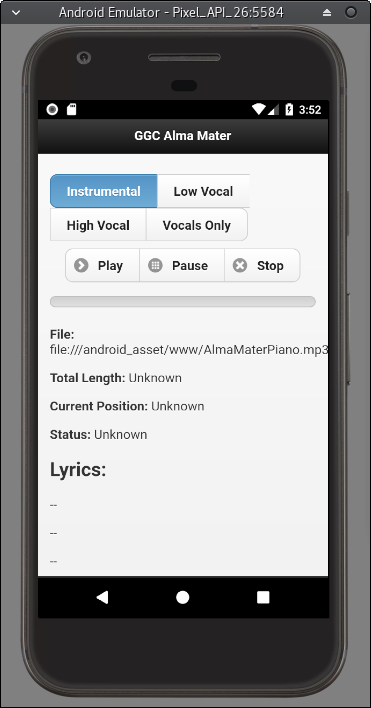 Android Emulator - Pixel_API_26:5584
3:52
GGC Alma Mater
Instrumental Low Vocal
High Vocal Vocals Only
Play Pause Stop
File:
file:///android_asset/www/AlmaMaterPiano.mp3
Total Length: Unknown
Current Position: Unknown
Status: Unknown
Lyrics:
--
--
--